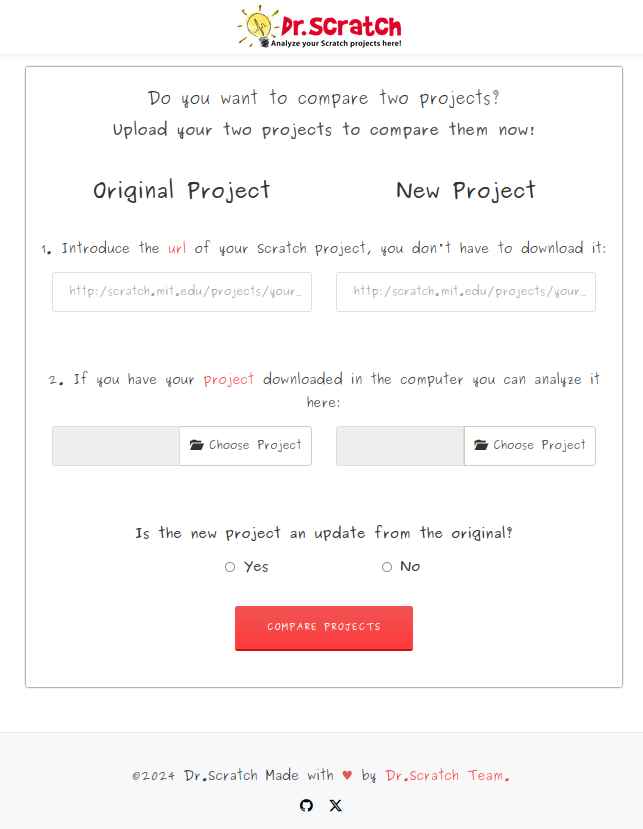 Dr.Scratch
Analyze your Scratch projects here!
Do you want to compare two projects?
Upload your two projects to compare them now!
Original Project
New Project
1. Introduce the url of your Scratch project, you don't have to download it:
http:/scratch.mit.edu/projects/your_
http:/scratch.mit.edu/projects/your_
2. If you have your project downloaded in the computer you can analyze it
here:
Choose Project
Choose Project
Is the new project an update from the original?
Yes
No
COMPARE PROJECTS
©2024 Dr.Scratch Made with ♥ by Dr.Scratch Team.
X